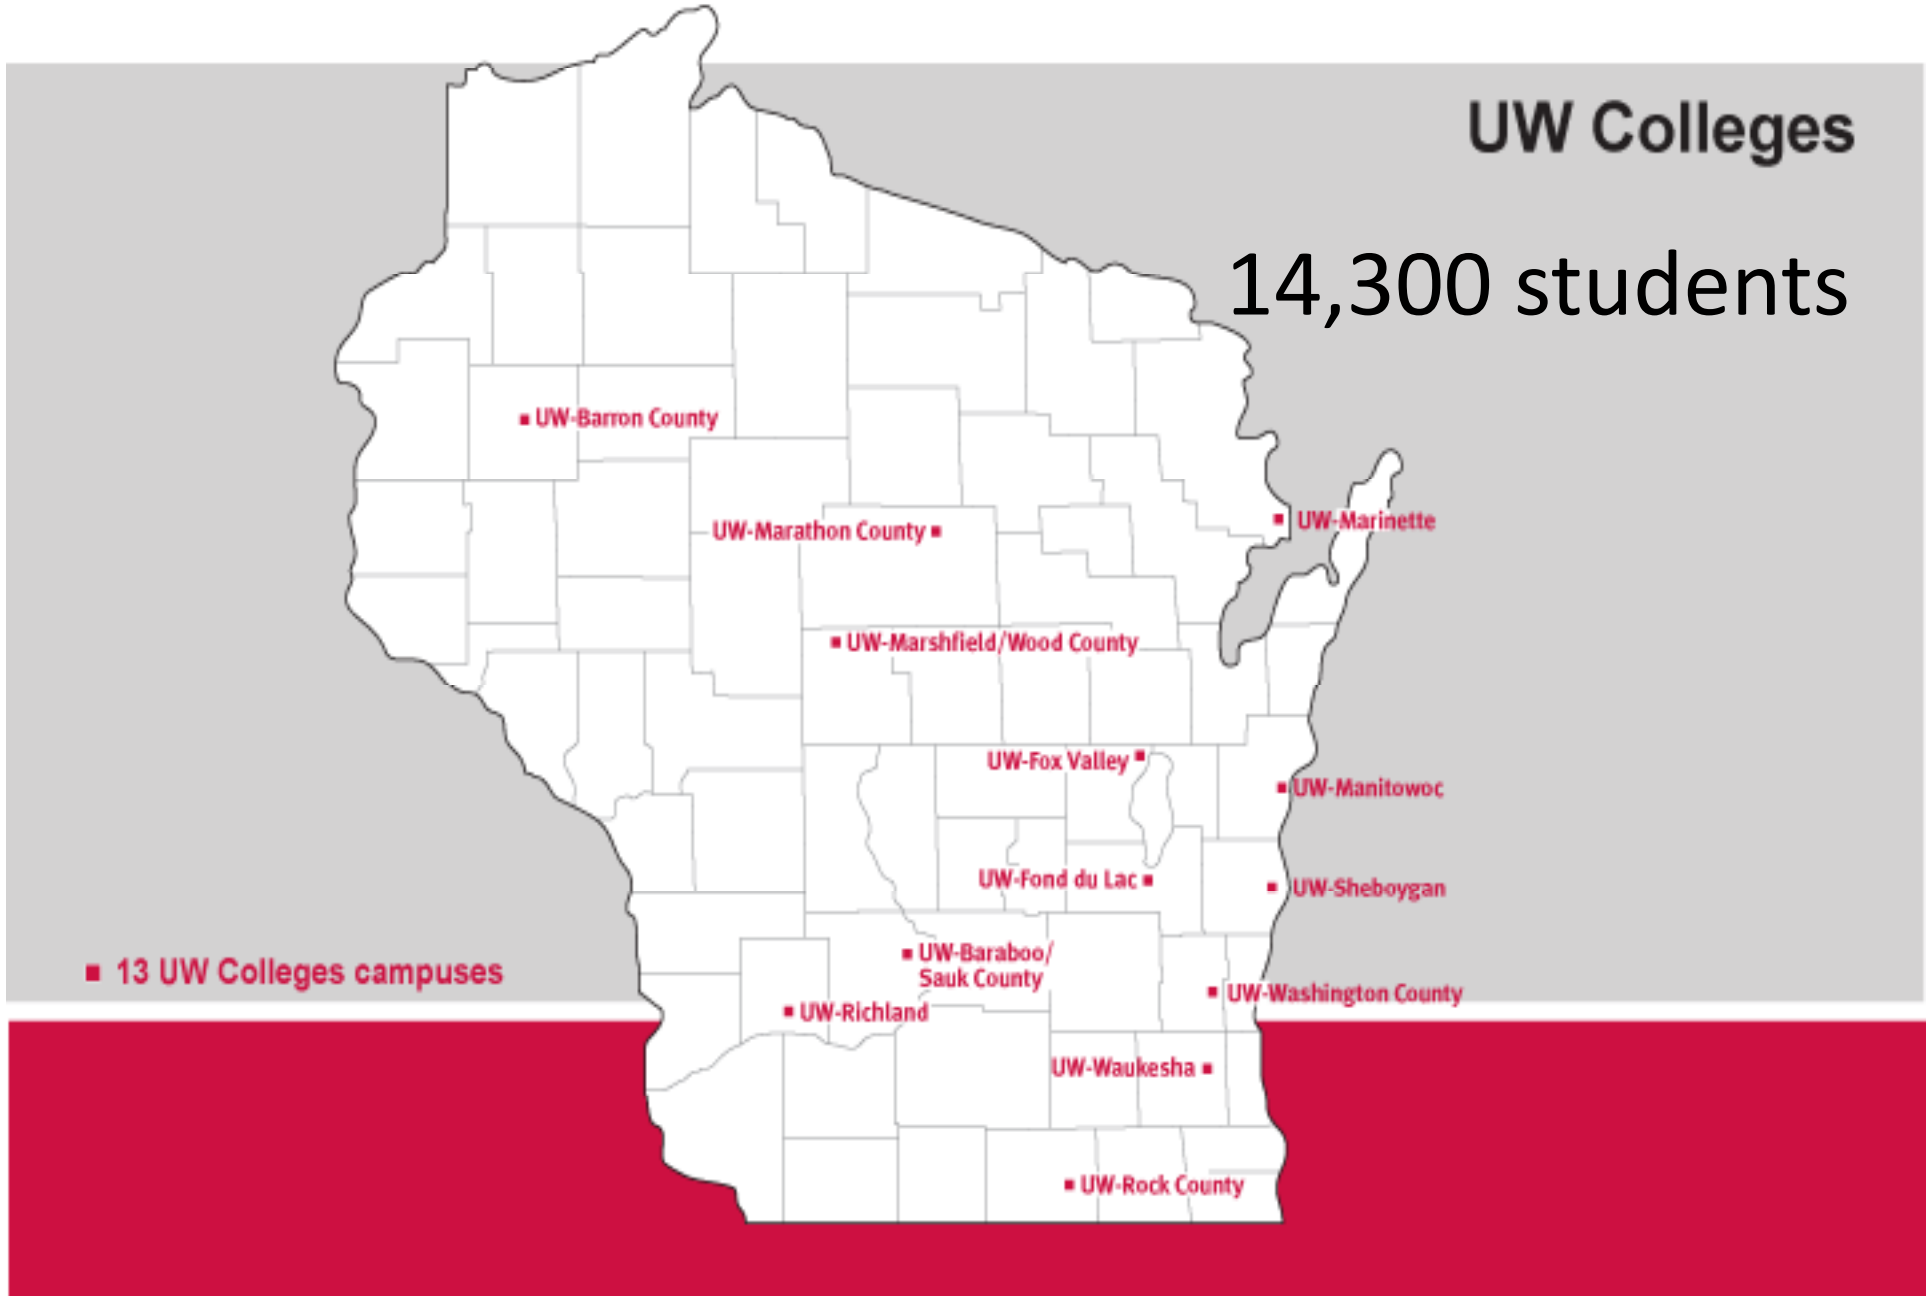 UW Colleges
14,300 students
UW-Barron County
UW-Marinette
UW-Marathon County
UW-Marshfield/Wood County
UW-Fox Valley
UW-Manitowoc
UW-Fond du Lac
UW-Sheboygan
UW-Baraboo/
Sauk County
13 UW Colleges campuses
UW-Washington County
UW-Richland
UW-Waukesha
UW-Rock County